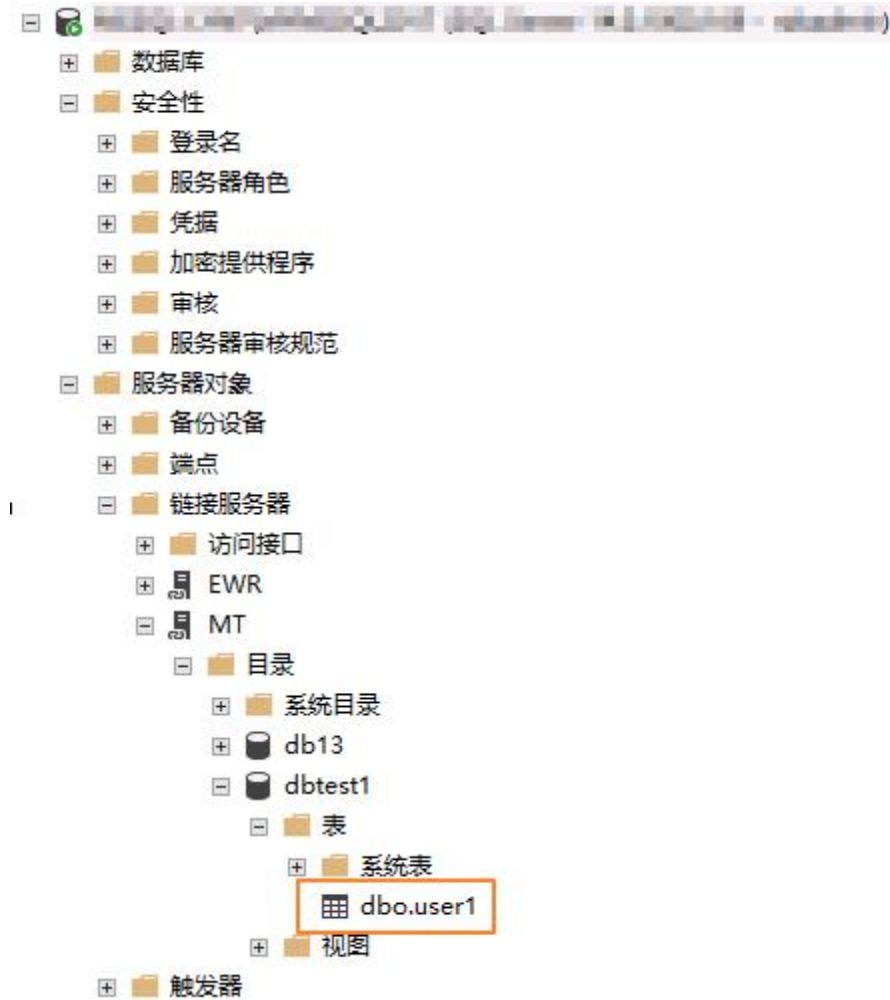 数据库
安全性
登录名
服务器角色
凭据
加密提供程序
审核
服务器审核规范
服务器对象
备份设备
端点
链接服务器
访问接口
EWR
MT
目录
系统目录
db13
dbtest1
表
系统表
dbo.user1
视图
触发器